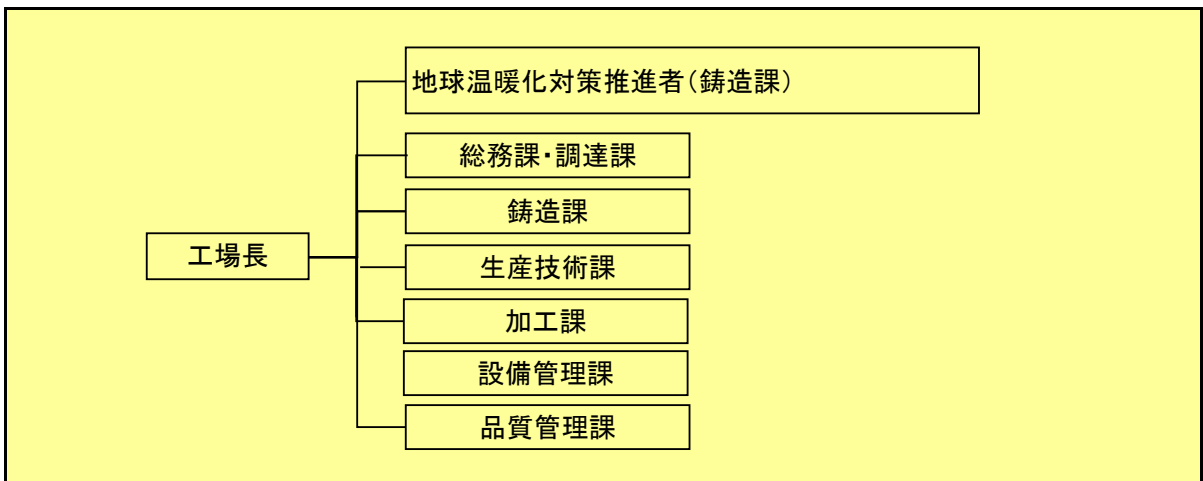 地球温暖化対策推進者(鋳造課)
総務課・調達課
鋳造課
工場長
生産技術課
加工課
設備管理課
品質管理課